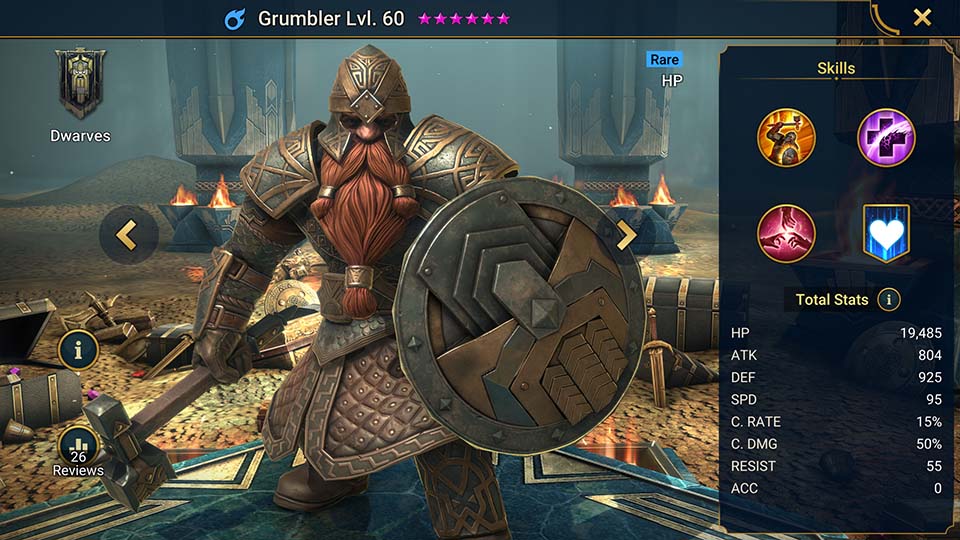 Grumbler Lvl. 60
Dwarves
Rare
HP
26
Reviews
Skills
Total Stats i
HP 19,485
ATK 804
DEF 925
SPD 95
C. RATE 15%
C. DMG 50%
RESIST 55
ACC 0